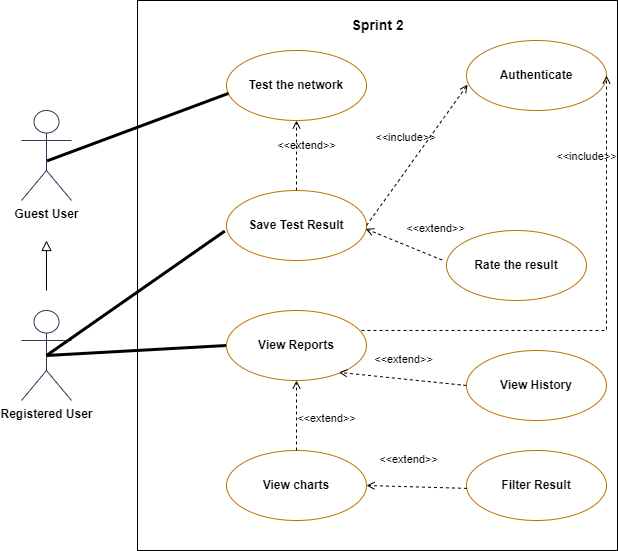 Sprint 2
Test the network
Authenticate
<<include>>
<<extend>>
<<include>>
Guest User
Save Test Result
<<extend>>
Rate the result
View Reports
<<extend>>
View History
Registered User
<<extend>>
<<extend>>
View charts
Filter Result